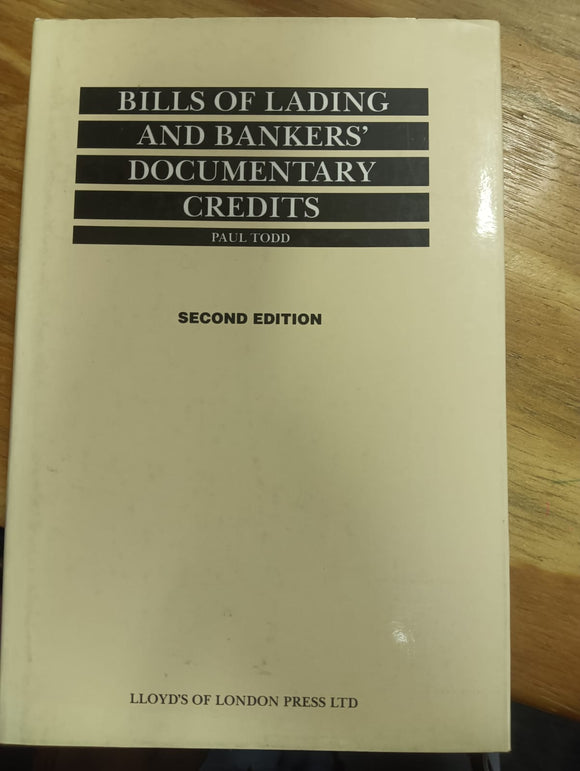 BILLS OF LADING
AND BANKERS'
DOCUMENTARY
CREDITS
PAUL TODD
SECOND EDITION
LLOYD'S OF LONDON PRESS LTD